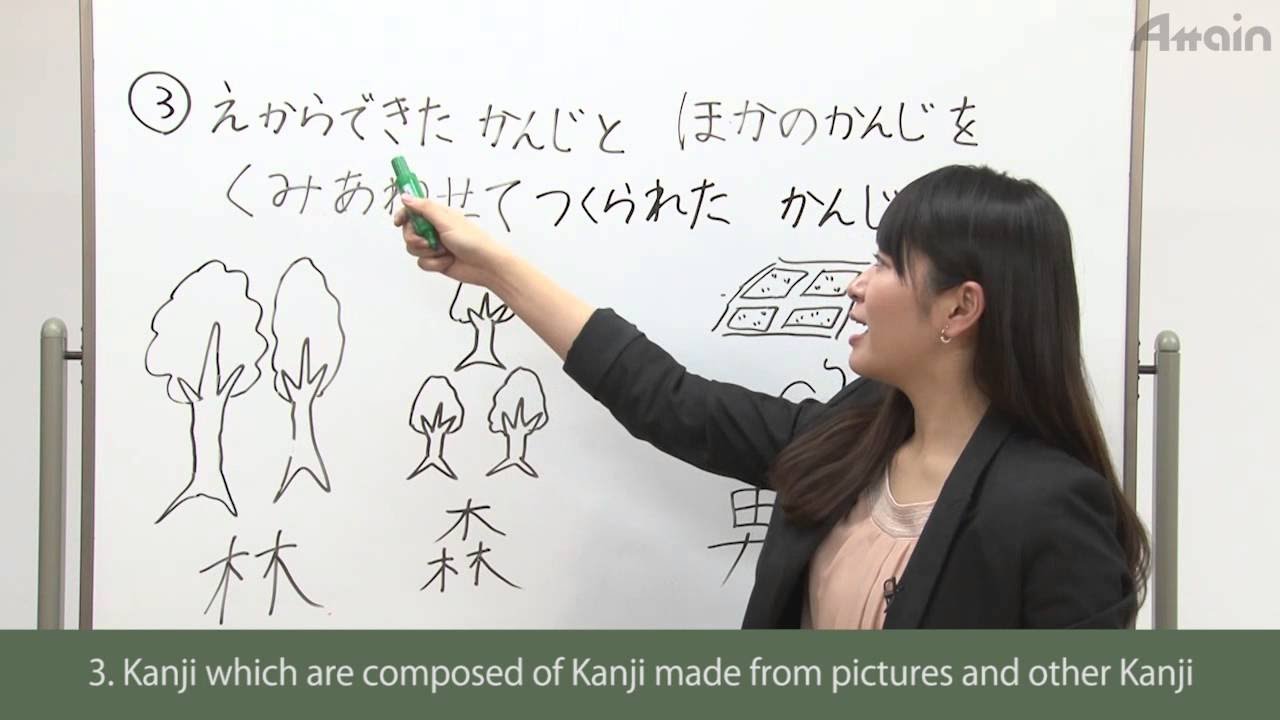 Attain
③ えからできた かんじと ほかのかんじを
くみあわせて つくられた かんじ
林
森
男
3. Kanji which are composed of Kanji made from pictures and other Kanji